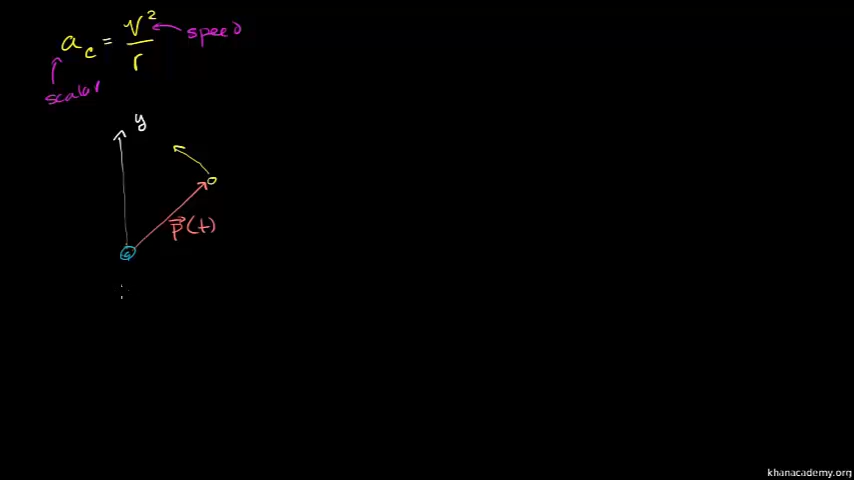 a_c = v²/r ← speed
scalar
y
p⃗(t)
khanacademy.org